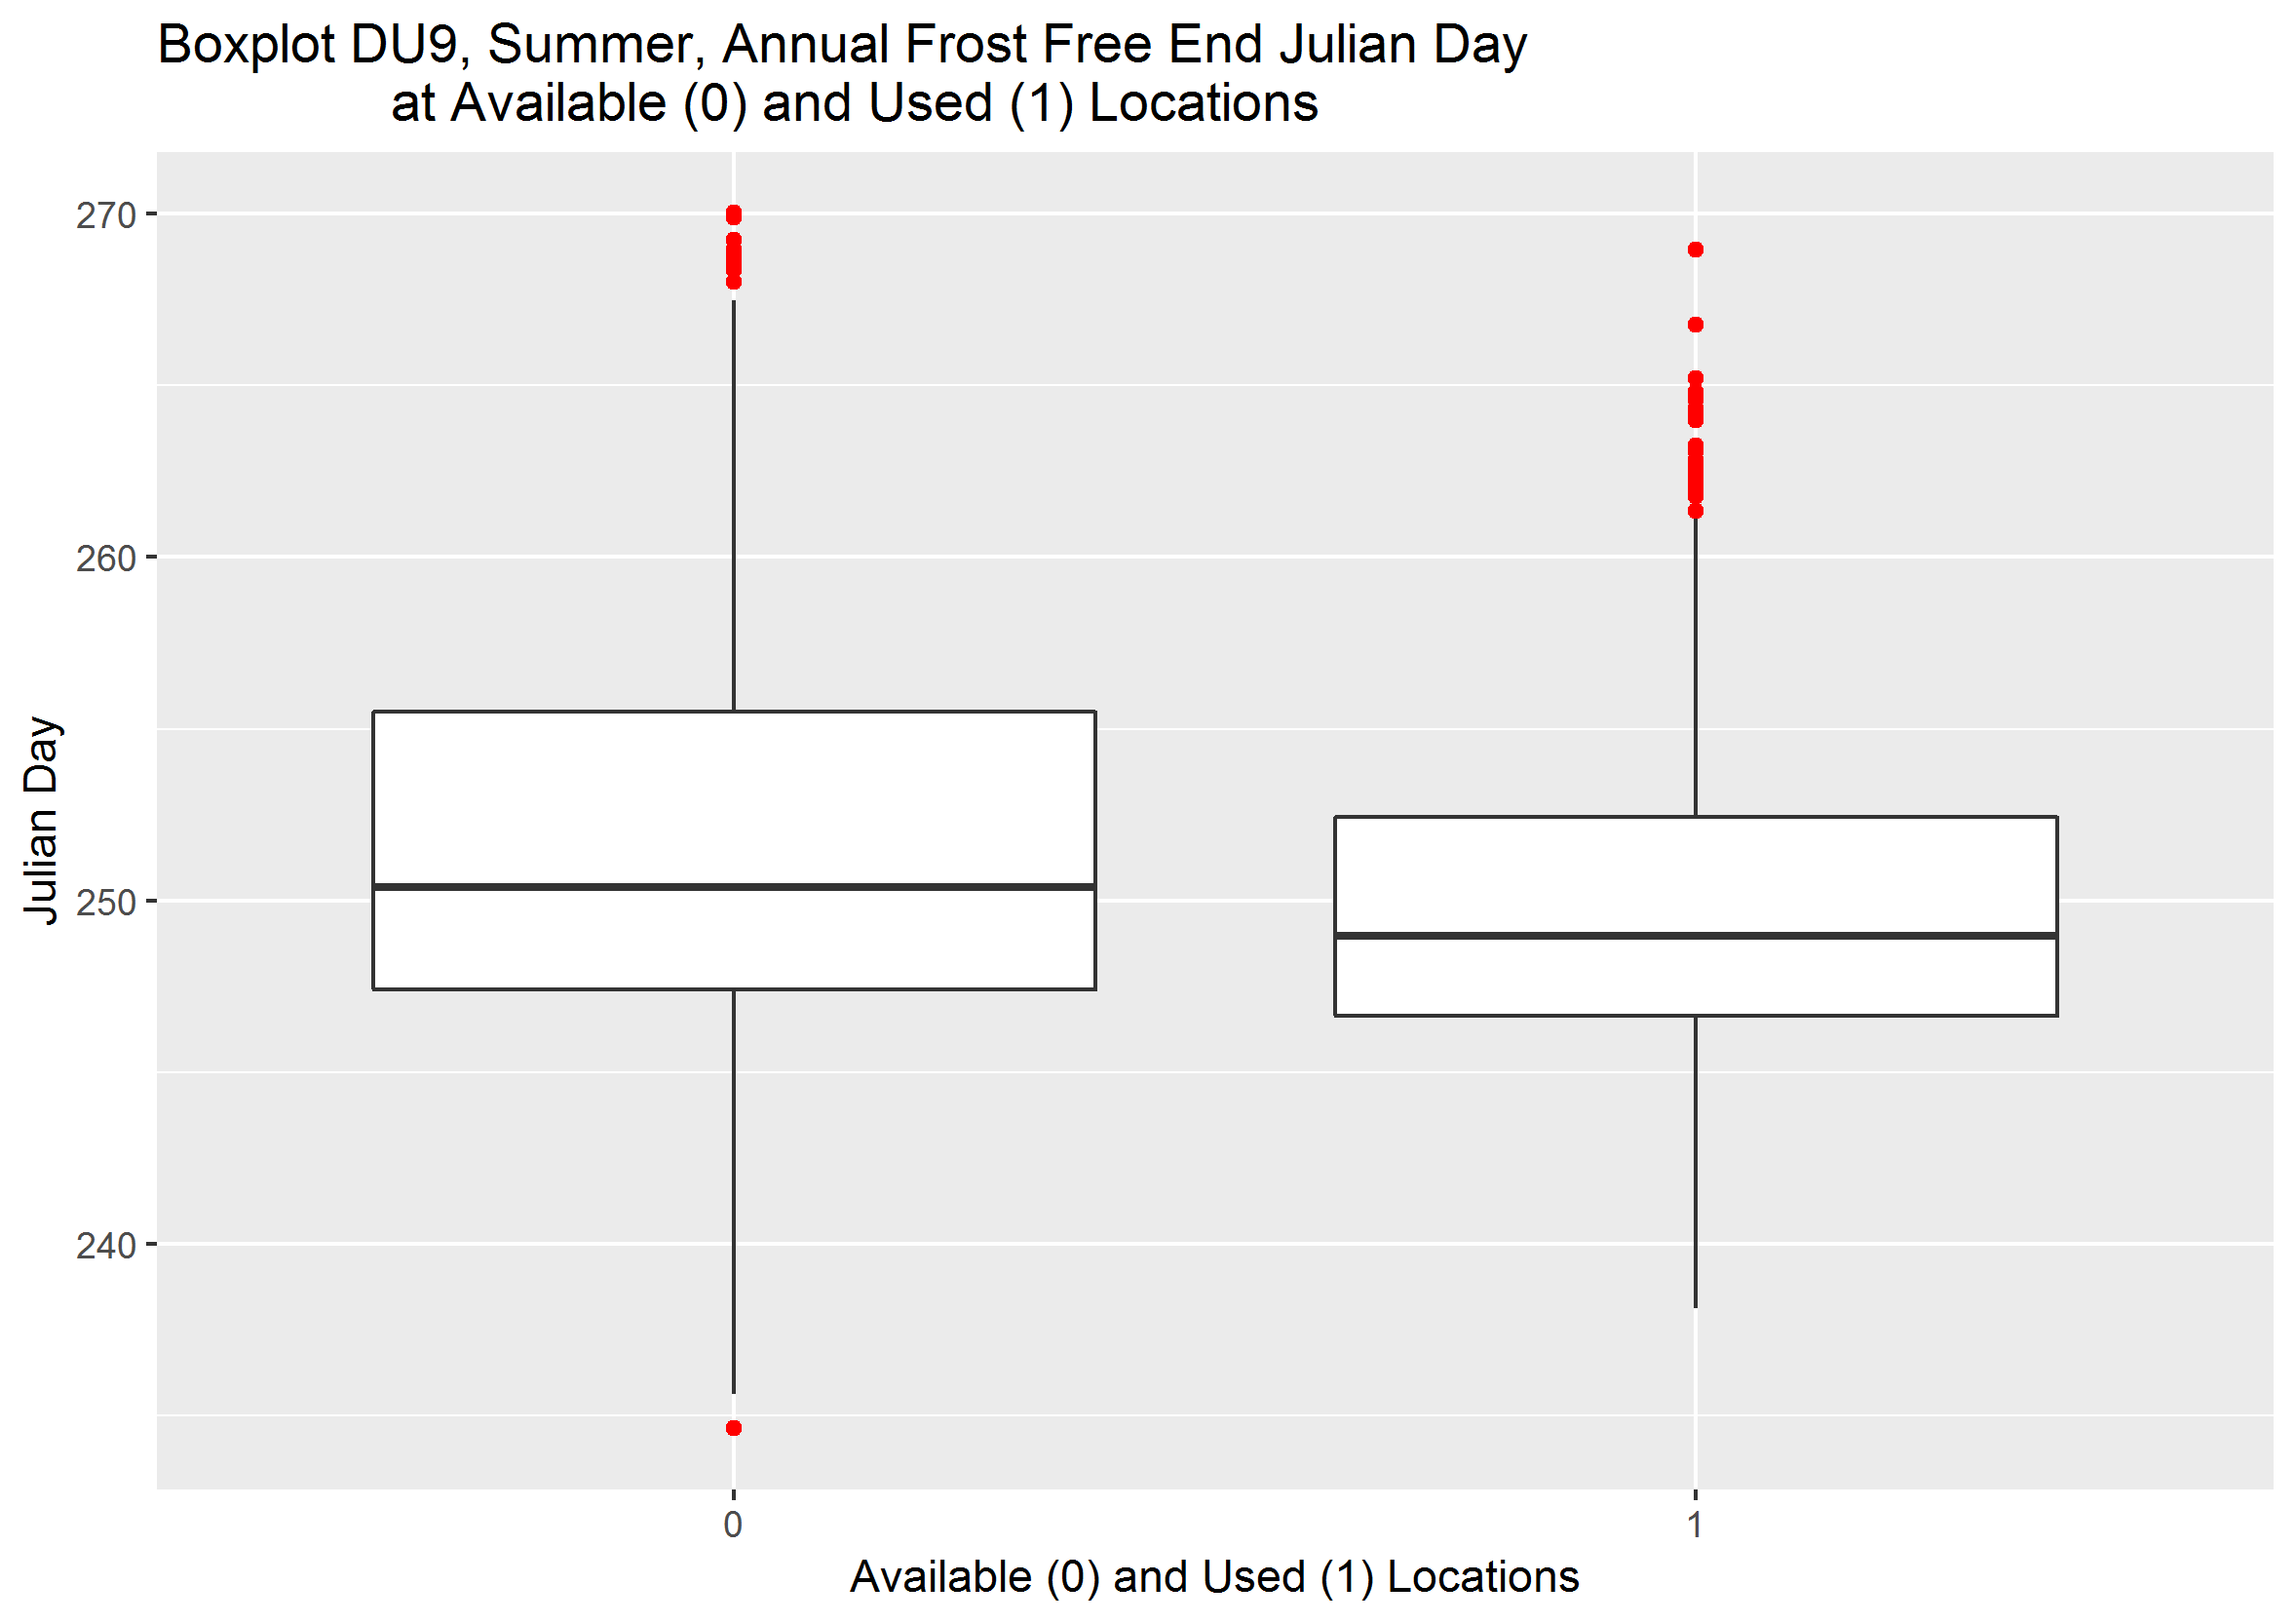 Boxplot DU9, Summer, Annual Frost Free End Julian Day
at Available (0) and Used (1) Locations
270
260
250
240
Julian Day
0
1
Available (0) and Used (1) Locations